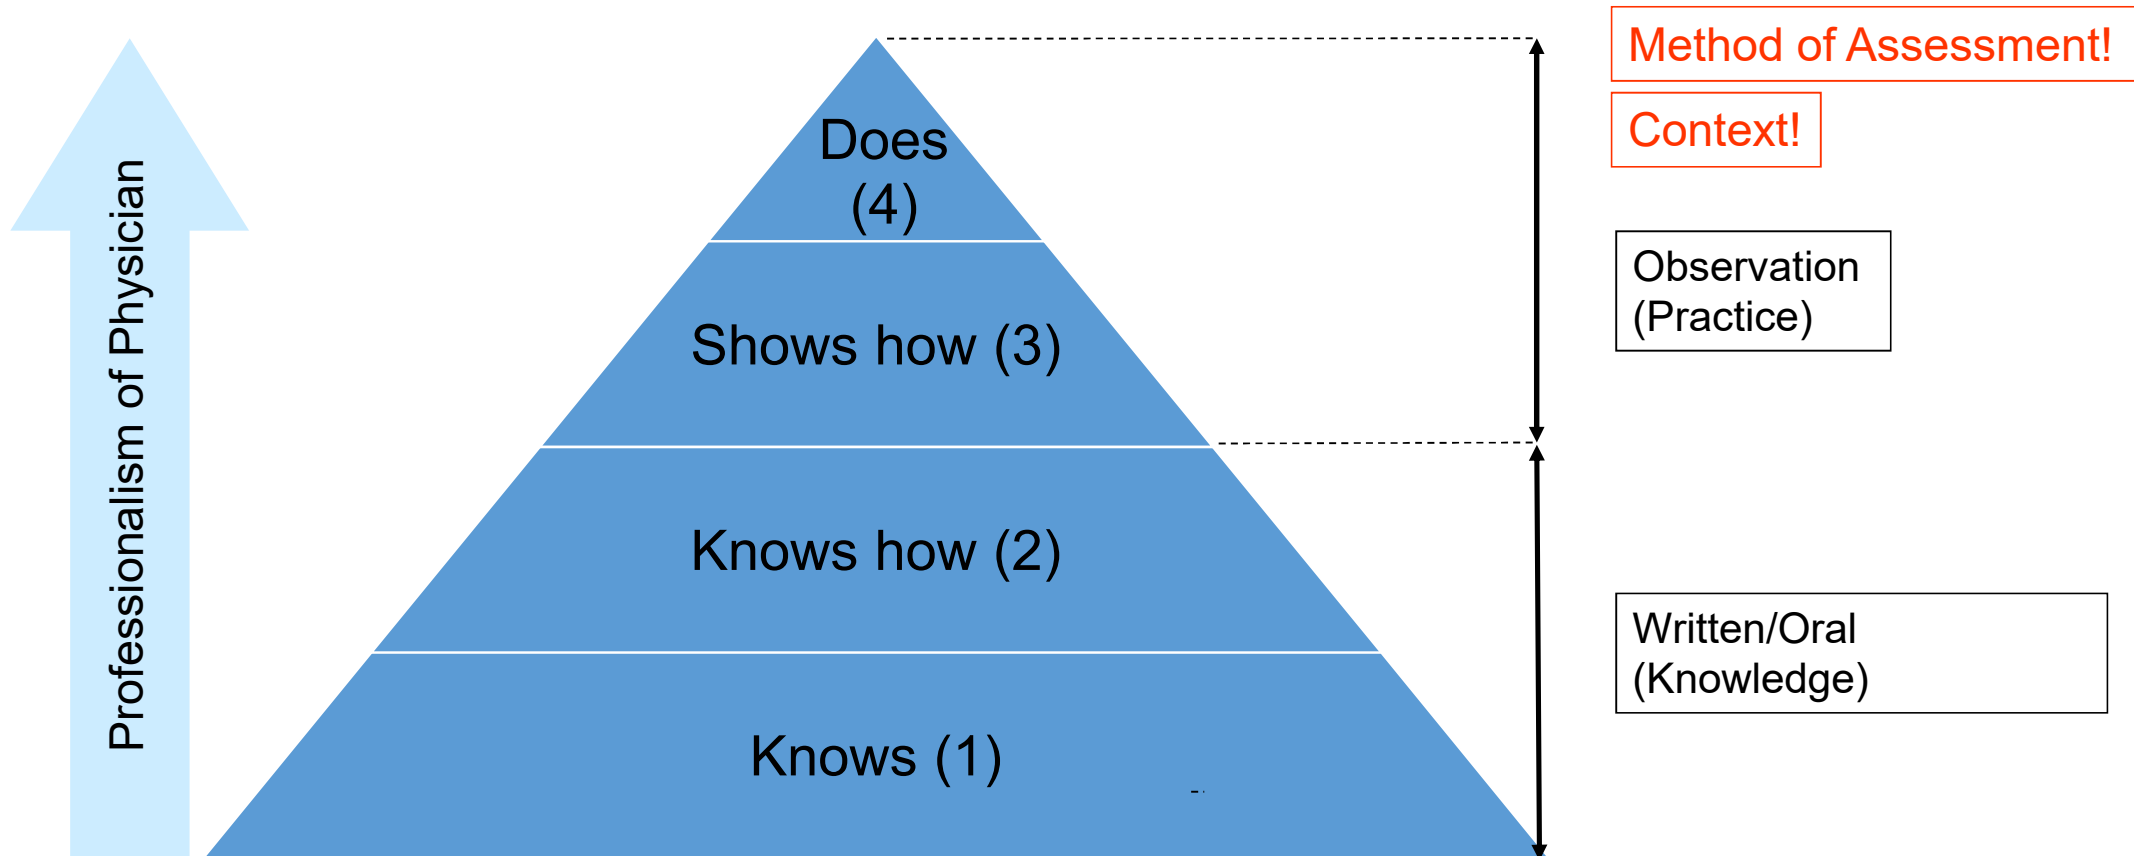 Professionalism of Physician
Does
(4)
Shows how (3)
Knows how (2)
Knows (1)
Method of Assessment!
Context!
Observation
(Practice)
Written/Oral
(Knowledge)